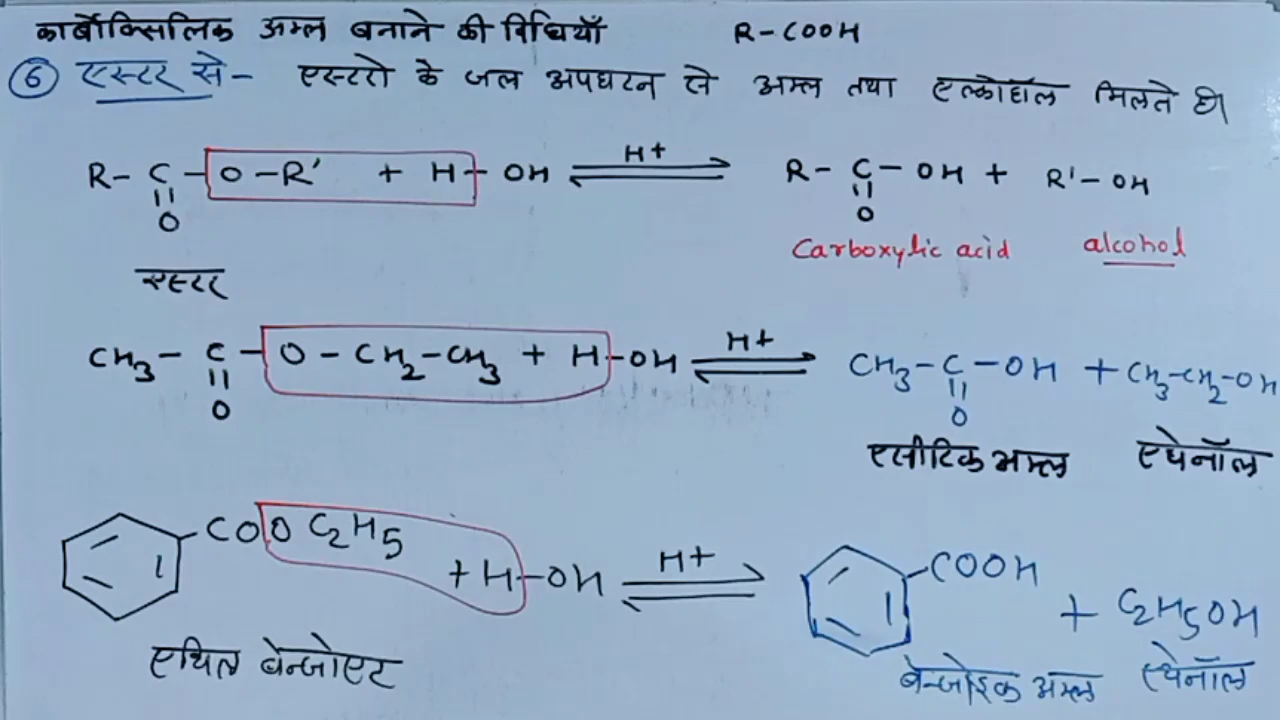 कार्बोक्सिलिक अम्ल बनाने की विधियाँ R-COOH
⑥ एस्टर से- एस्टरो के जल अपघटन से अम्ल तथा एल्कोहॉल मिलते है।
R-C-O-R' + H-OH ⇌ H+ R-C-OH + R'-OH
O O
Carboxylic acid alcohol
एस्टर
CH3-C-O-CH2-CH3 + H-OH ⇌ H+ CH3-C-OH + CH3-CH2-OH
O O
एसीटिक अम्ल एथेनॉल
COOC2H5 + H-OH ⇌ H+ COOH + C2H5OH
एथिल बेन्जोएट बेन्जोइक अम्ल एथेनॉल